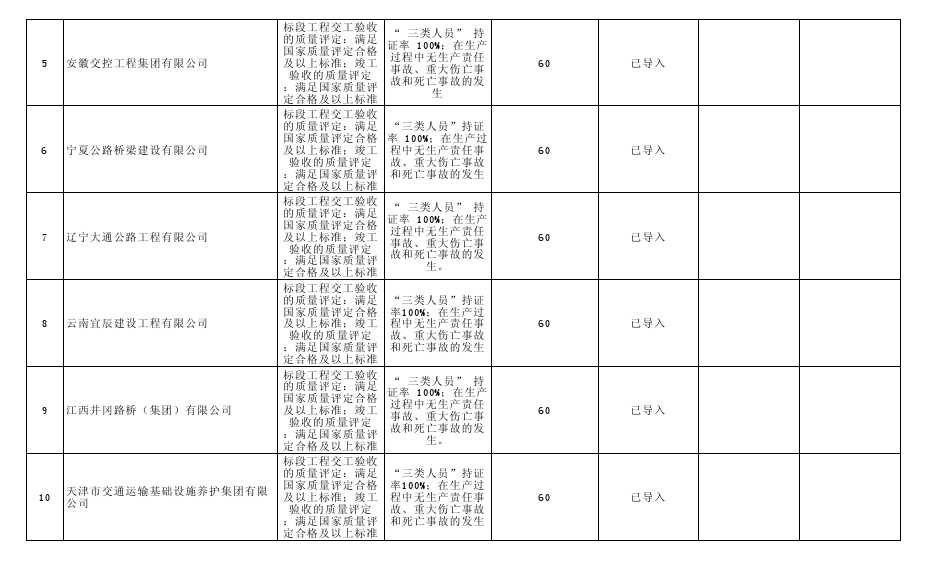 5
安徽交控工程集团有限公司
标段工程交工验收
的质量评定：满足
国家质量评定合格
及以上标准；竣工
验收的质量评定
：满足国家质量评
定合格及以上标准
“ 三类人员” 持
证率 100%；在生产
过程中无生产责任
事故、重大伤亡事
故和死亡事故的发
生
60
已导入
6
宁夏公路桥梁建设有限公司
标段工程交工验收
的质量评定：满足
国家质量评定合格
及以上标准；竣工
验收的质量评定
：满足国家质量评
定合格及以上标准
“三类人员”持证
率 100%；在生产过
程中无生产责任事
故、重大伤亡事故
和死亡事故的发生
60
已导入
7
辽宁大通公路工程有限公司
标段工程交工验收
的质量评定：满足
国家质量评定合格
及以上标准；竣工
验收的质量评定
：满足国家质量评
定合格及以上标准
“ 三类人员” 持
证率 100%；在生产
过程中无生产责任
事故、重大伤亡事
故和死亡事故的发
生。
60
已导入
8
云南宜辰建设工程有限公司
标段工程交工验收
的质量评定：满足
国家质量评定合格
及以上标准；竣工
验收的质量评定
：满足国家质量评
定合格及以上标准
“三类人员”持证
率100%；在生产过
程中无生产责任事
故、重大伤亡事故
和死亡事故的发生
60
已导入
9
江西井冈路桥（集团）有限公司
标段工程交工验收
的质量评定：满足
国家质量评定合格
及以上标准；竣工
验收的质量评定
：满足国家质量评
定合格及以上标准
“ 三类人员” 持
证率 100%；在生产
过程中无生产责任
事故、重大伤亡事
故和死亡事故的发
生。
60
已导入
10
天津市交通运输基础设施养护集团有限
公司
标段工程交工验收
的质量评定：满足
国家质量评定合格
及以上标准；竣工
验收的质量评定
：满足国家质量评
定合格及以上标准
“三类人员”持证
率100%；在生产过
程中无生产责任事
故、重大伤亡事故
和死亡事故的发生
60
已导入